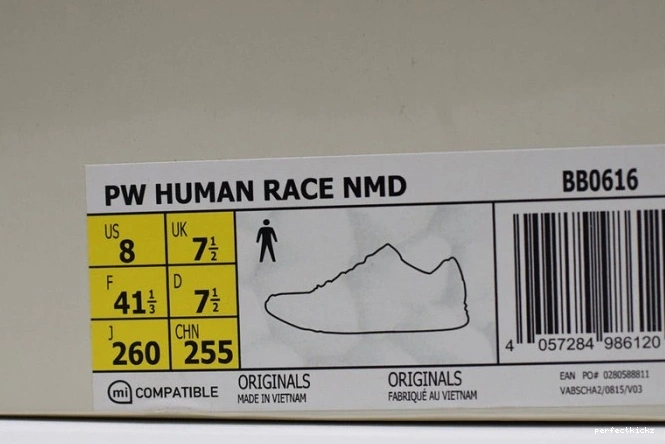 PW HUMAN RACE NMD
BB0616
US 8
UK 7½
F 41⅓
D 7½
J 260
CHN 255
mi COMPATIBLE
ORIGINALS
MADE IN VIETNAM
ORIGINALS
FABRIQUÉ AU VIETNAM
4 057284 986120
EAN PO# 0280588811
VABSCHA2/0815/V03
perfectkicks